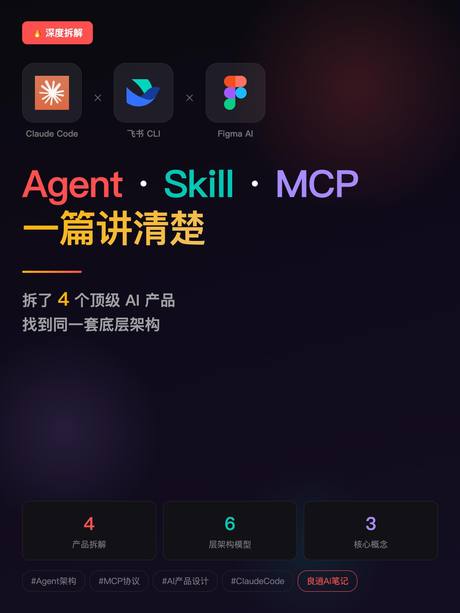 🔥 深度拆解
× ×
Claude Code 飞书 CLI Figma AI
Agent · Skill · MCP
一篇讲清楚
拆了 4 个顶级 AI 产品
找到同一套底层架构
4 6 3
产品拆解 层架构模型 核心概念
#Agent架构 #MCP协议 #AI产品设计 #ClaudeCode 良逍AI笔记